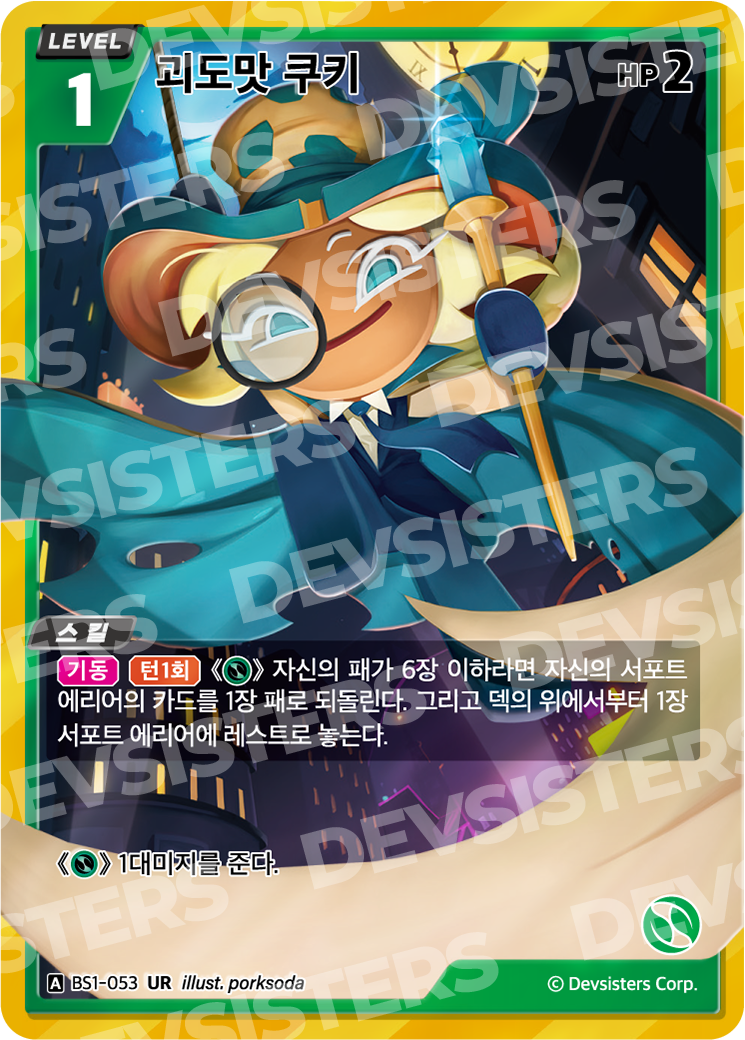 LEVEL
1
괴도맛 쿠키
HP 2
스킬
기동 턴1회 《》 자신의 패가 6장 이하라면 자신의 서포트
에리어의 카드를 1장 패로 되돌린다. 그리고 덱의 위에서부터 1장
서포트 에리어에 레스트로 놓는다.
《》 1대미지를 준다.
A BS1-053 UR illust. porksoda
© Devsisters Corp.
DEVSISTERS